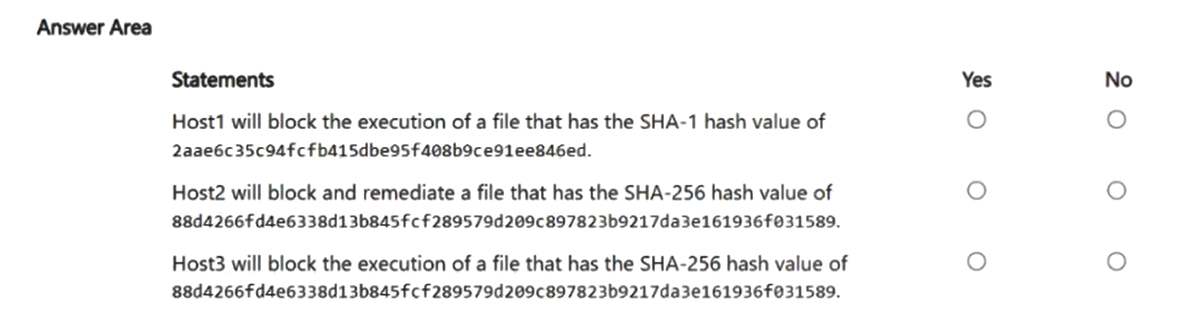 Answer Area
Statements Yes No
Host1 will block the execution of a file that has the SHA-1 hash value of
2aae6c35c94fcfb415dbe95f408b9ce91ee846ed.
Host2 will block and remediate a file that has the SHA-256 hash value of
88d4266fd4e6338d13b845fcf289579d209c897823b9217da3e161936f031589.
Host3 will block the execution of a file that has the SHA-256 hash value of
88d4266fd4e6338d13b845fcf289579d209c897823b9217da3e161936f031589.